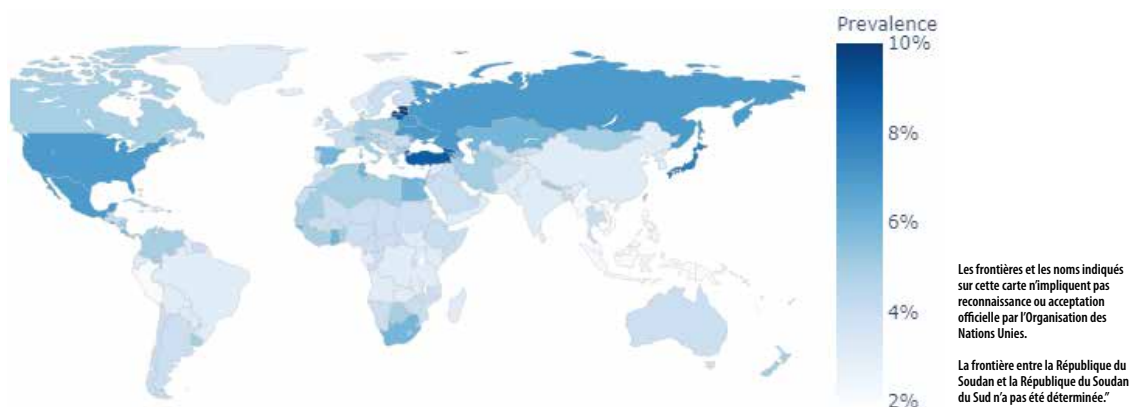 Prevalence
10%
8%
6%
4%
2%
Les frontières et les noms indiqués
sur cette carte n'impliquent pas
reconnaissance ou acceptation
officielle par l'Organisation des
Nations Unies.
La frontière entre la République du
Soudan et la République du Soudan
du Sud n'a pas été déterminée."